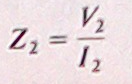 Z₂ = V₂ / I₂